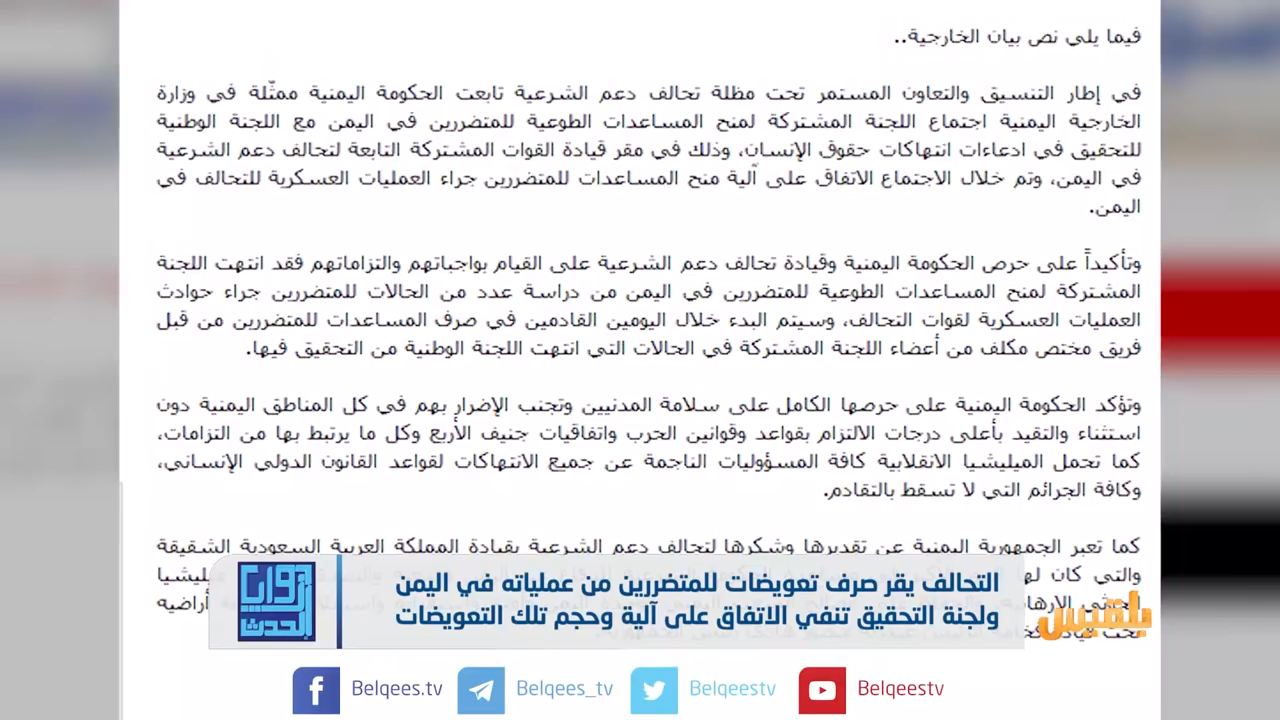 فيما يلي نص بيان الخارجية..
في إطار التنسيق والتعاون المستمر تحت مظلة تحالف دعم الشرعية تابعت الحكومة اليمنية ممثّلة في وزارة
الخارجية اليمنية اجتماع اللجنة المشتركة لمنح المساعدات الطوعية للمتضررين في اليمن مع اللجنة الوطنية
للتحقيق في ادعاءات انتهاكات حقوق الإنسان، وذلك في مقر قيادة القوات المشتركة التابعة لتحالف دعم الشرعية
في اليمن، وتم خلال الاجتماع الاتفاق على آلية منح المساعدات للمتضررين جراء العمليات العسكرية للتحالف في
اليمن.
وتأكيداً على حرص الحكومة اليمنية وقيادة تحالف دعم الشرعية على القيام بواجباتهم والتزاماتهم فقد انتهت اللجنة
المشتركة لمنح المساعدات الطوعية للمتضررين في اليمن من دراسة عدد من الحالات للمتضررين جراء حوادث
العمليات العسكرية لقوات التحالف، وسيتم البدء خلال اليومين القادمين في صرف المساعدات للمتضررين من قبل
فريق مختص مكلف من أعضاء اللجنة المشتركة في الحالات التي انتهت اللجنة الوطنية من التحقيق فيها.
وتؤكد الحكومة اليمنية على حرصها الكامل على سلامة المدنيين وتجنب الإضرار بهم في كل المناطق اليمنية دون
استثناء والتقيد بأعلى درجات الالتزام بقواعد وقوانين الحرب واتفاقيات جنيف الأربع وكل ما يرتبط بها من التزامات،
كما تحمل الميليشيا الانقلابية كافة المسؤوليات الناجمة عن جميع الانتهاكات لقواعد القانون الدولي الإنساني،
وكافة الجرائم التي لا تسقط بالتقادم.
كما تعبر الجمهورية اليمنية عن تقديرها وشكرها لتحالف دعم الشرعية بقيادة المملكة العربية السعودية الشقيقة
والتي كان لها
أراضيه
التحالف يقر صرف تعويضات للمتضررين من عملياته في اليمن
ولجنة التحقيق تنفي الاتفاق على آلية وحجم تلك التعويضات
زوايا الحدث
بلقيس
Belqees.tv
Belqees_tv
Belqeestv
Belqeestv